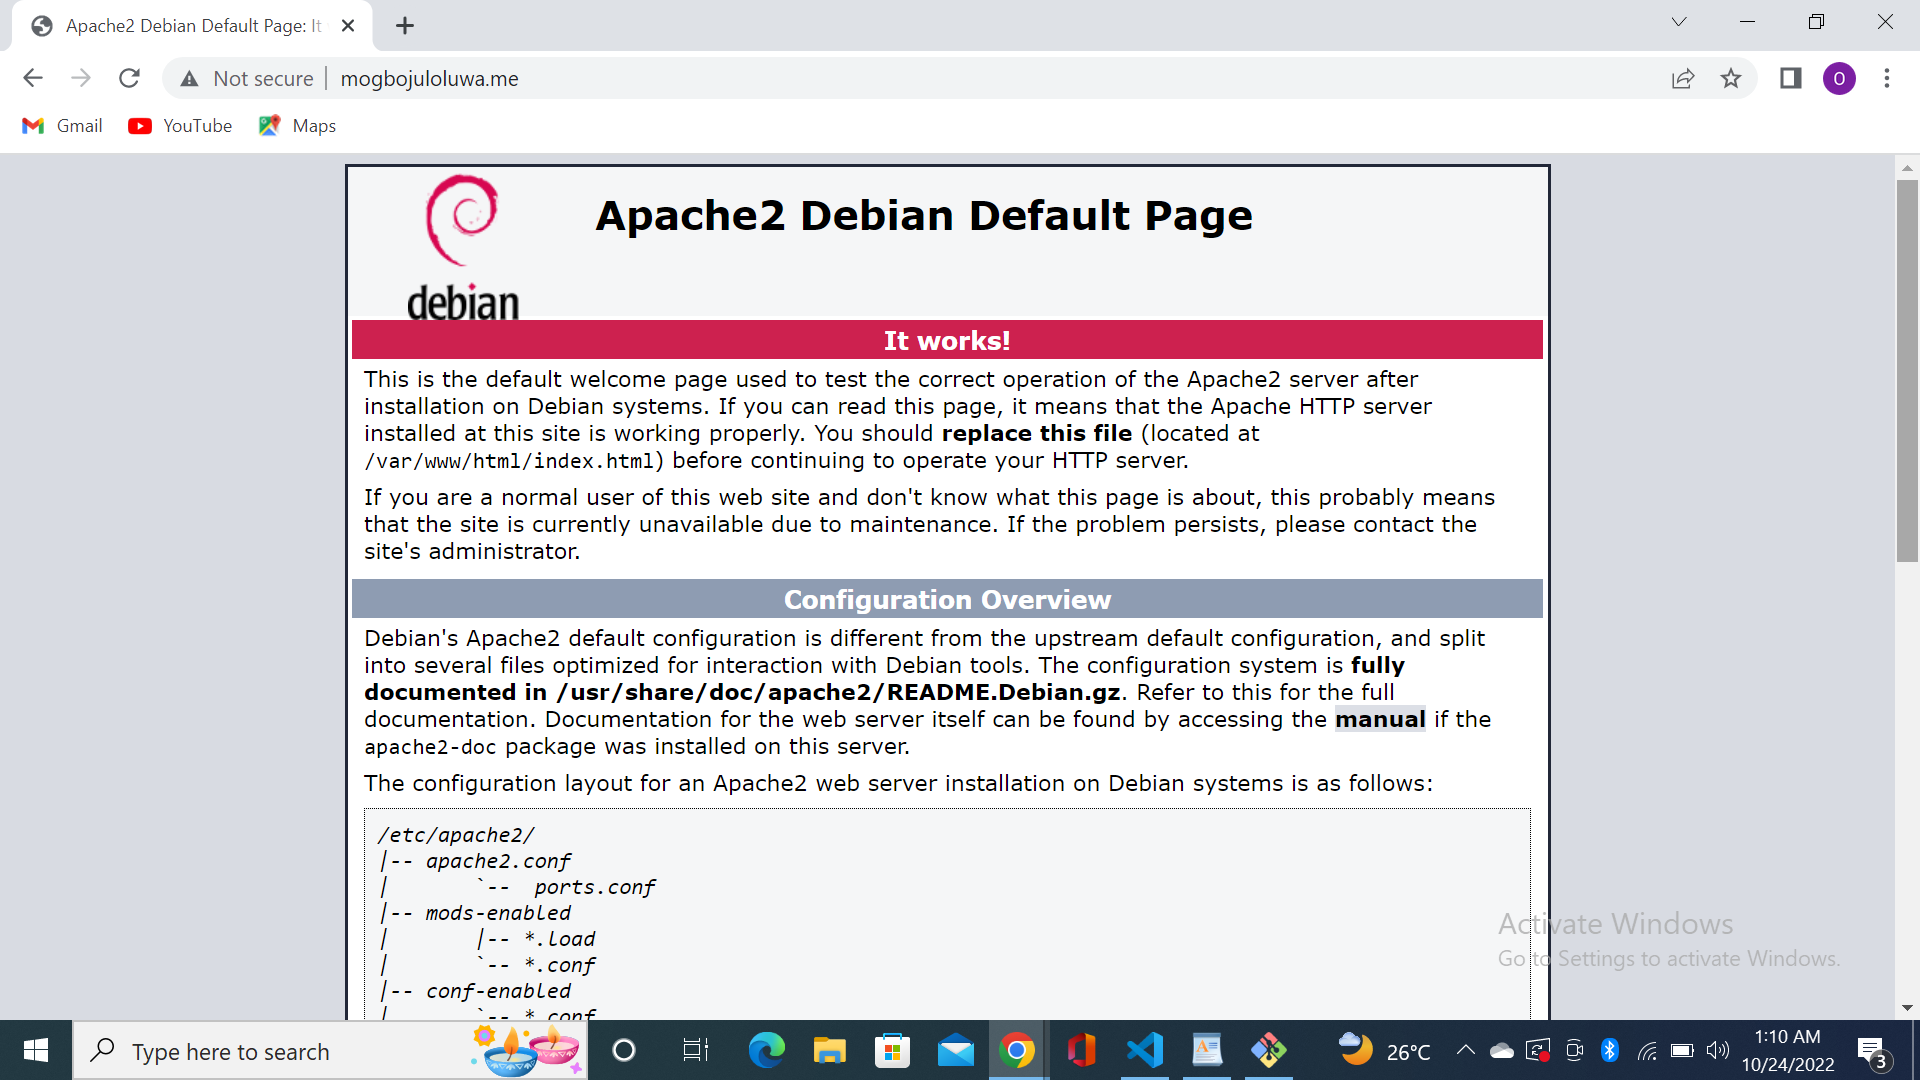 Apache2 Debian Default Page: It
Not secure
mogbojuloluwa.me
O
Gmail
YouTube
Maps
debian
Apache2 Debian Default Page
It works!
This is the default welcome page used to test the correct operation of the Apache2 server after
installation on Debian systems. If you can read this page, it means that the Apache HTTP server
installed at this site is working properly. You should replace this file (located at
/var/www/html/index.html) before continuing to operate your HTTP server.
If you are a normal user of this web site and don't know what this page is about, this probably means
that the site is currently unavailable due to maintenance. If the problem persists, please contact the
site's administrator.
Configuration Overview
Debian's Apache2 default configuration is different from the upstream default configuration, and split
into several files optimized for interaction with Debian tools. The configuration system is fully
documented in /usr/share/doc/apache2/README.Debian.gz. Refer to this for the full
documentation. Documentation for the web server itself can be found by accessing the manual if the
apache2-doc package was installed on this server.
The configuration layout for an Apache2 web server installation on Debian systems is as follows:
/etc/apache2/
|-- apache2.conf
|       `--  ports.conf
|-- mods-enabled
|       |-- *.load
|       `-- *.conf
|-- conf-enabled
|       `-- *.conf
Activate Windows
Go to Settings to activate Windows.
Type here to search
26°C
1:10 AM
10/24/2022
3